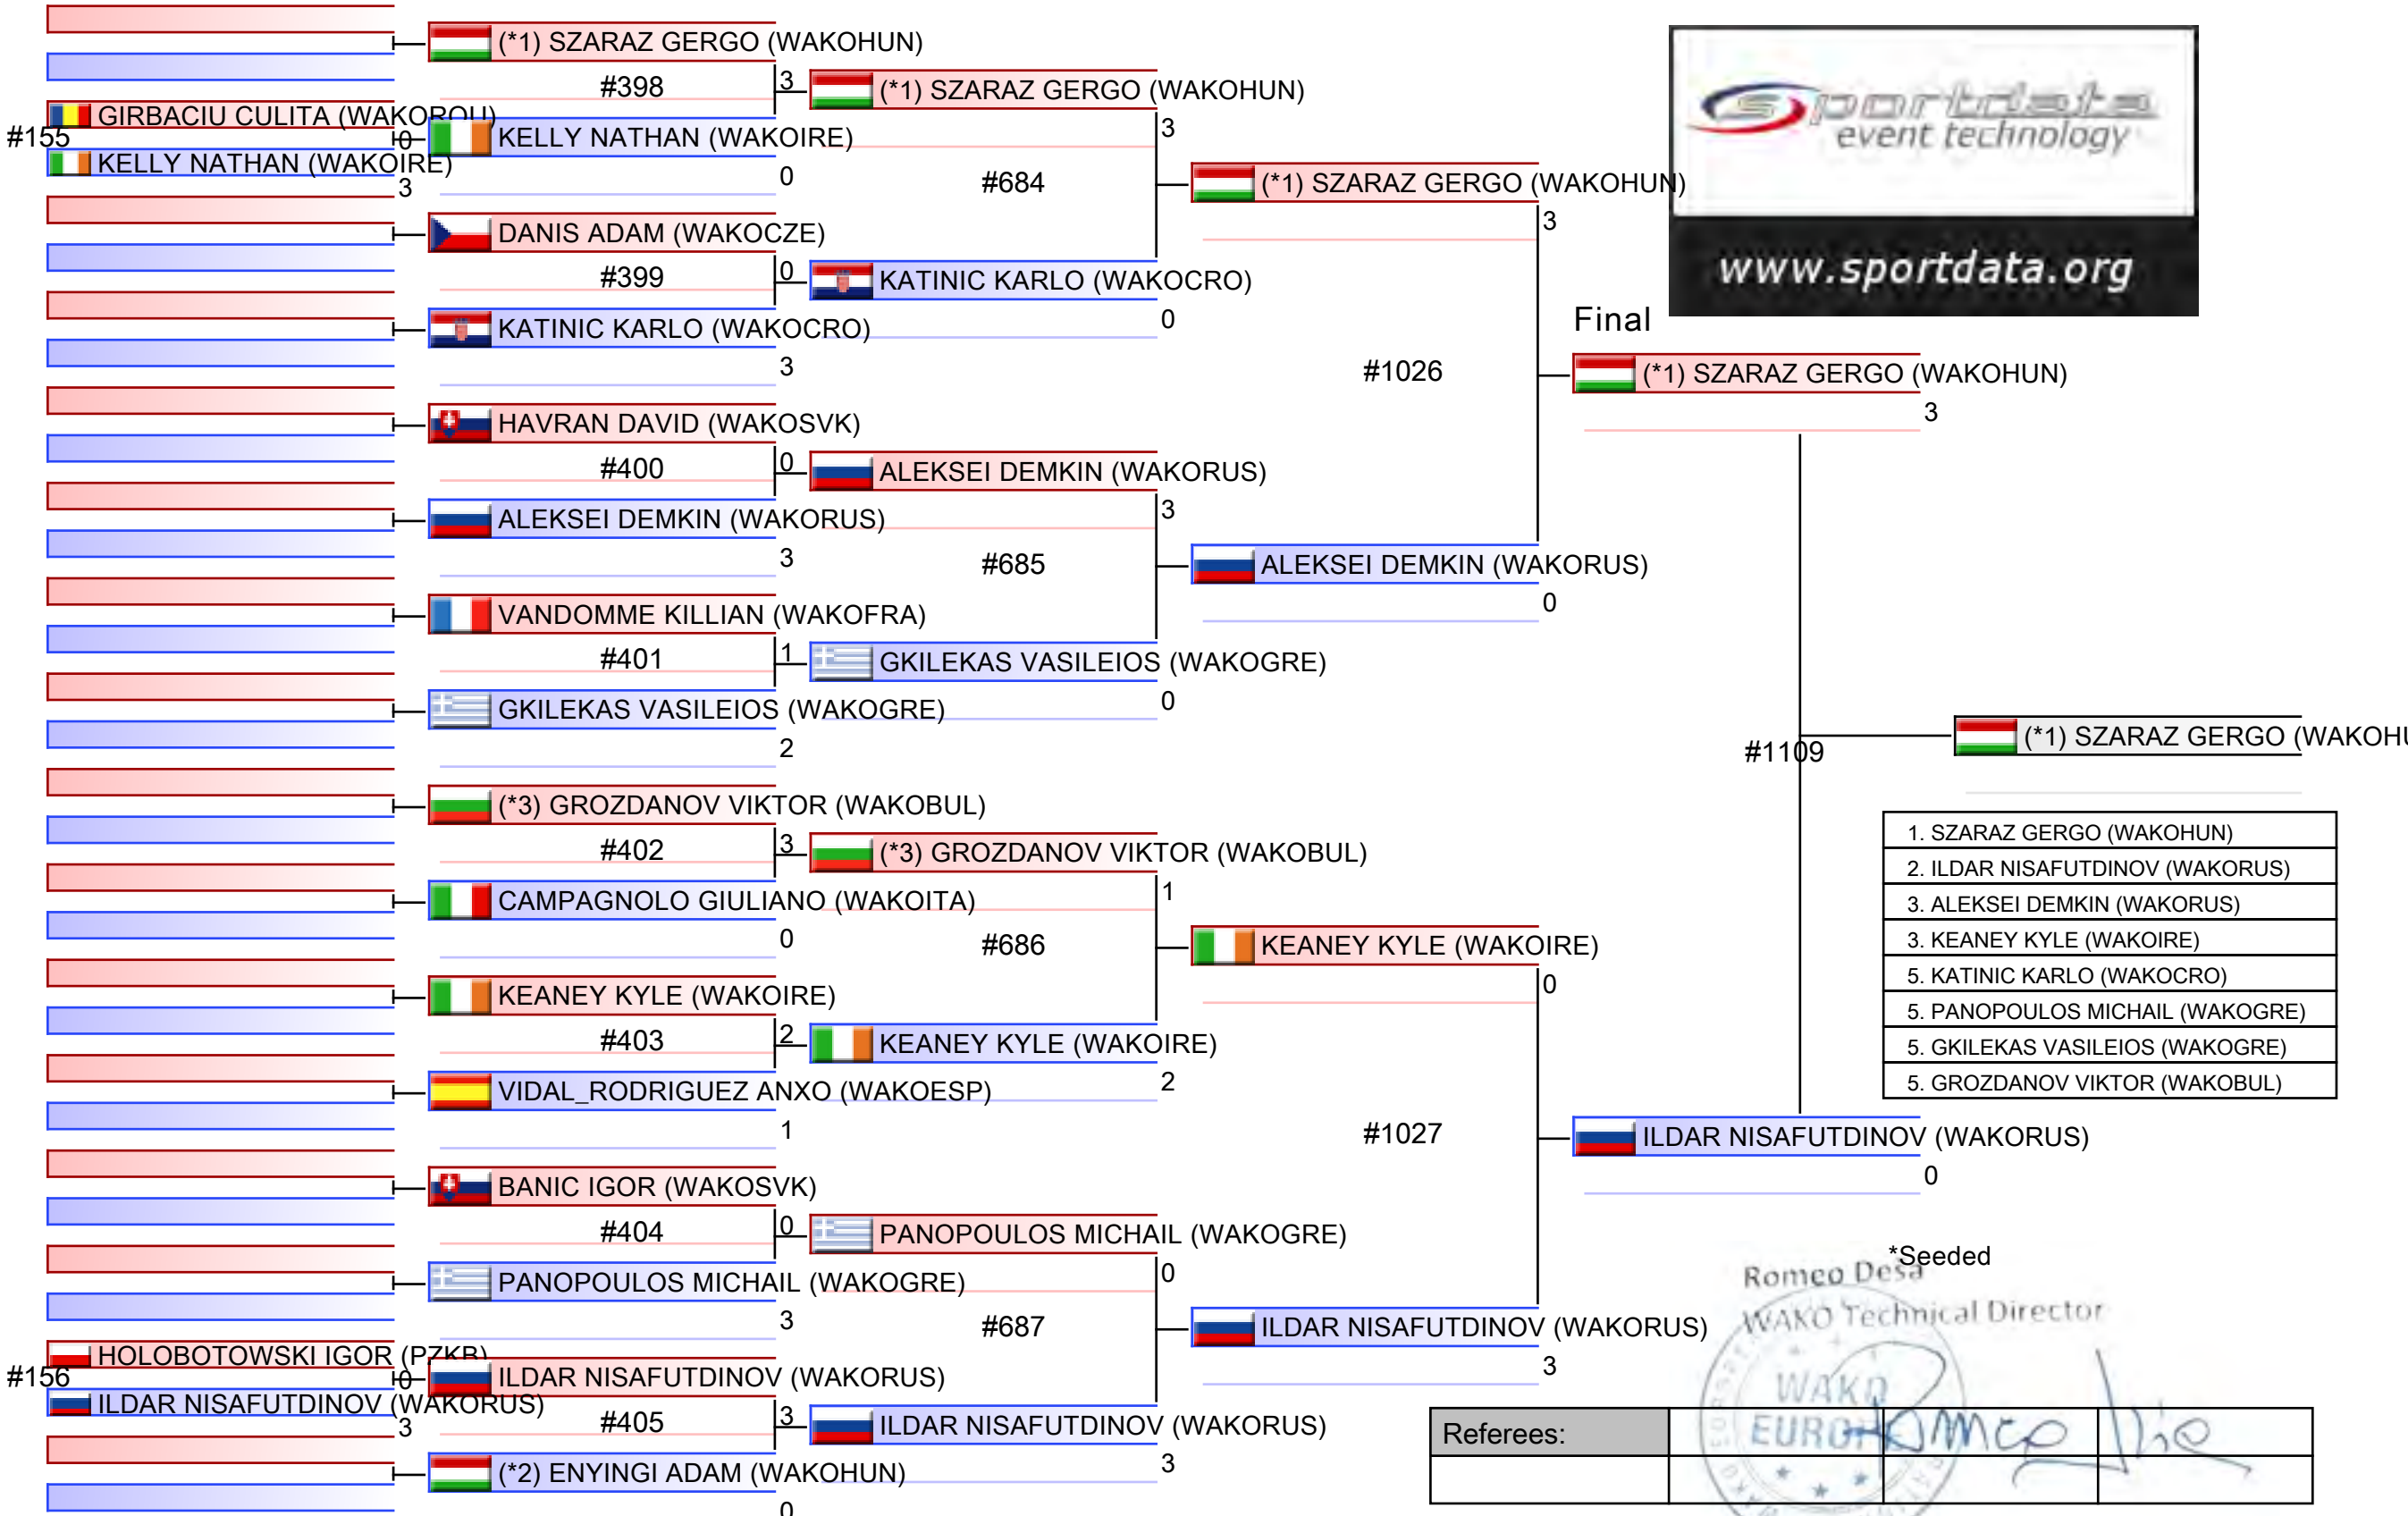 #155
GIRBACIU CULITA (WAKOROU)
0
KELLY NATHAN (WAKOIRE)
3
#156
HOLOBOTOWSKI IGOR (PZKB)
0
ILDAR NISAFUTDINOV (WAKORUS)
3
(*1) SZARAZ GERGO (WAKOHUN)
#398
3
KELLY NATHAN (WAKOIRE)
0
DANIS ADAM (WAKOCZE)
#399
0
KATINIC KARLO (WAKOCRO)
3
HAVRAN DAVID (WAKOSVK)
#400
0
ALEKSEI DEMKIN (WAKORUS)
3
VANDOMME KILLIAN (WAKOFRA)
#401
1
GKILEKAS VASILEIOS (WAKOGRE)
2
(*3) GROZDANOV VIKTOR (WAKOBUL)
#402
3
CAMPAGNOLO GIULIANO (WAKOITA)
0
KEANEY KYLE (WAKOIRE)
#403
2
VIDAL_RODRIGUEZ ANXO (WAKOESP)
1
BANIC IGOR (WAKOSVK)
#404
0
PANOPOULOS MICHAIL (WAKOGRE)
3
ILDAR NISAFUTDINOV (WAKORUS)
#405
3
(*2) ENYINGI ADAM (WAKOHUN)
0
(*1) SZARAZ GERGO (WAKOHUN)
3
#684
KATINIC KARLO (WAKOCRO)
0
ALEKSEI DEMKIN (WAKORUS)
3
#685
GKILEKAS VASILEIOS (WAKOGRE)
0
(*3) GROZDANOV VIKTOR (WAKOBUL)
1
#686
KEANEY KYLE (WAKOIRE)
2
PANOPOULOS MICHAIL (WAKOGRE)
0
#687
ILDAR NISAFUTDINOV (WAKORUS)
3
(*1) SZARAZ GERGO (WAKOHUN)
3
#1026
ALEKSEI DEMKIN (WAKORUS)
0
KEANEY KYLE (WAKOIRE)
0
#1027
ILDAR NISAFUTDINOV (WAKORUS)
3
sportdata
event technology
www.sportdata.org
Final
(*1) SZARAZ GERGO (WAKOHUN)
3
#1109
ILDAR NISAFUTDINOV (WAKORUS)
0
(*1) SZARAZ GERGO (WAKOHU
1. SZARAZ GERGO (WAKOHUN)
2. ILDAR NISAFUTDINOV (WAKORUS)
3. ALEKSEI DEMKIN (WAKORUS)
3. KEANEY KYLE (WAKOIRE)
5. KATINIC KARLO (WAKOCRO)
5. PANOPOULOS MICHAIL (WAKOGRE)
5. GKILEKAS VASILEIOS (WAKOGRE)
5. GROZDANOV VIKTOR (WAKOBUL)
*Seeded
Romeo Desa
WAKO Technical Director
WAKO
Referees: